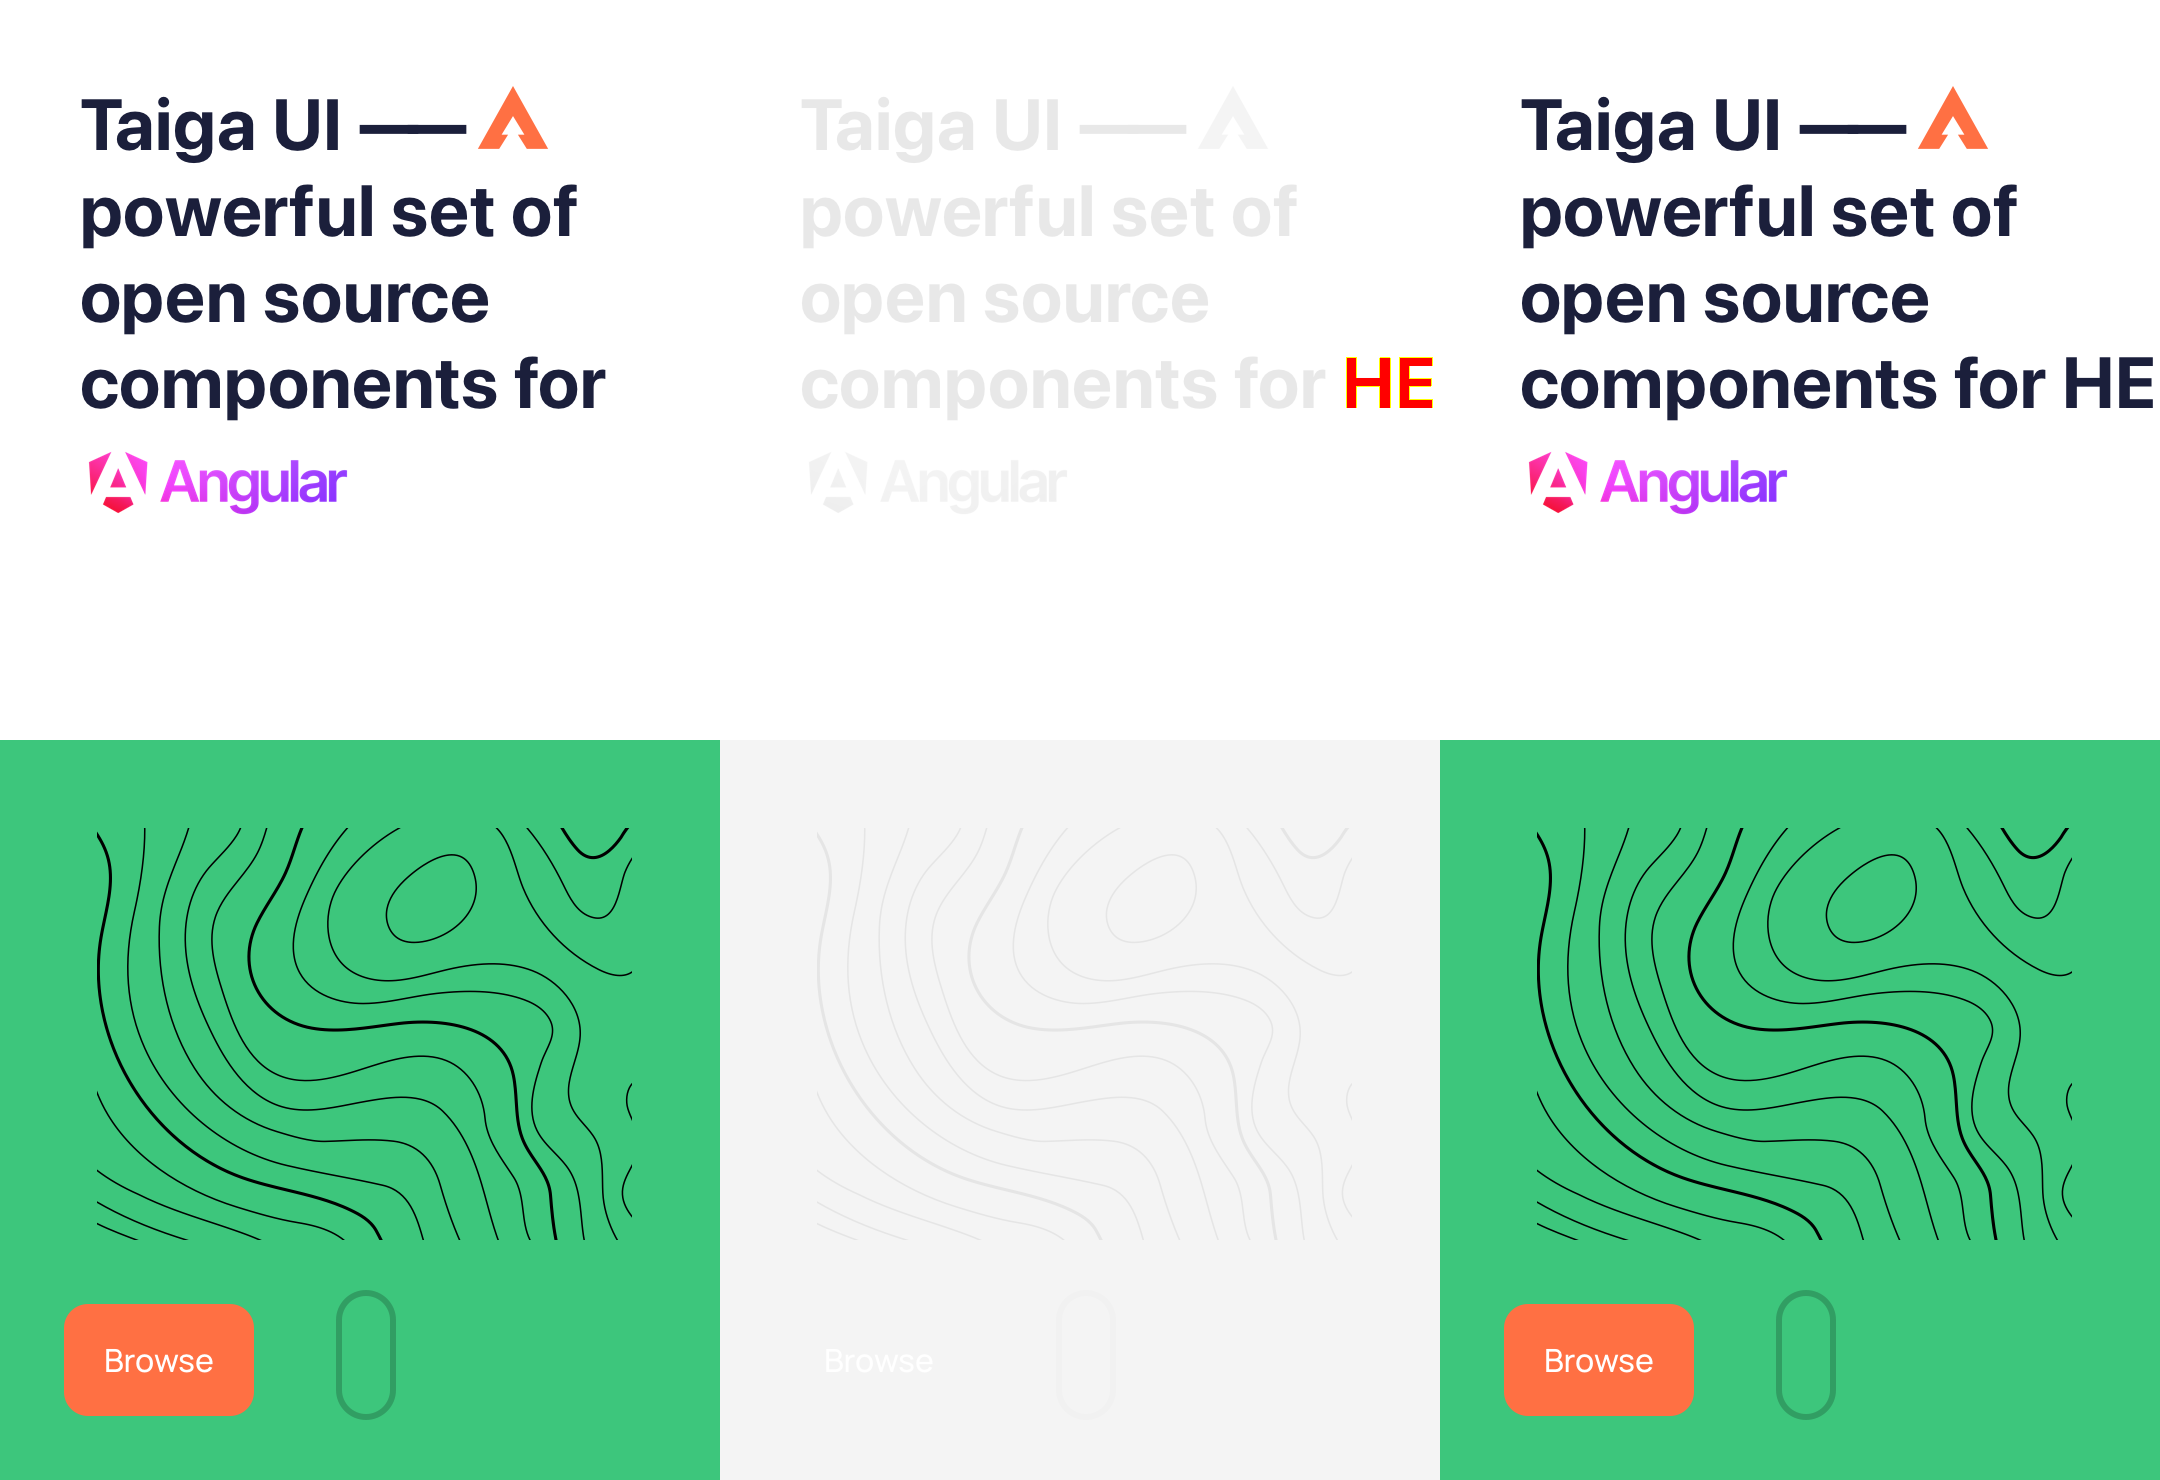 Taiga UI —
powerful set of
open source
components for
Angular
Browse
Taiga UI —
powerful set of
open source
components for HE
Angular
Browse
Taiga UI —
powerful set of
open source
components for HE
Angular
Browse